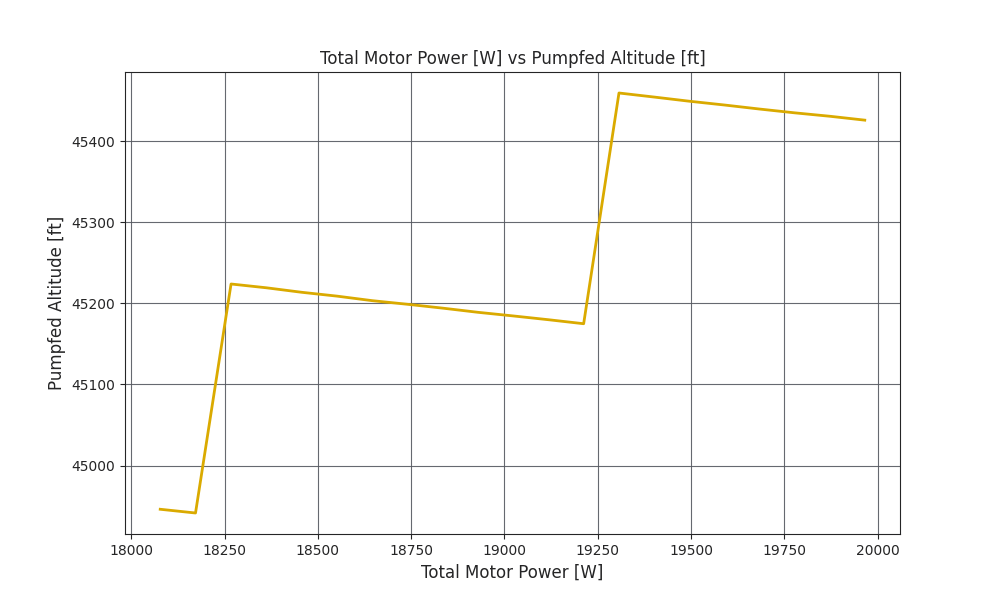 Total Motor Power [W] vs Pumpfed Altitude [ft]
Pumpfed Altitude [ft]
45400
45300
45200
45100
45000
18000 18250 18500 18750 19000 19250 19500 19750 20000
Total Motor Power [W]